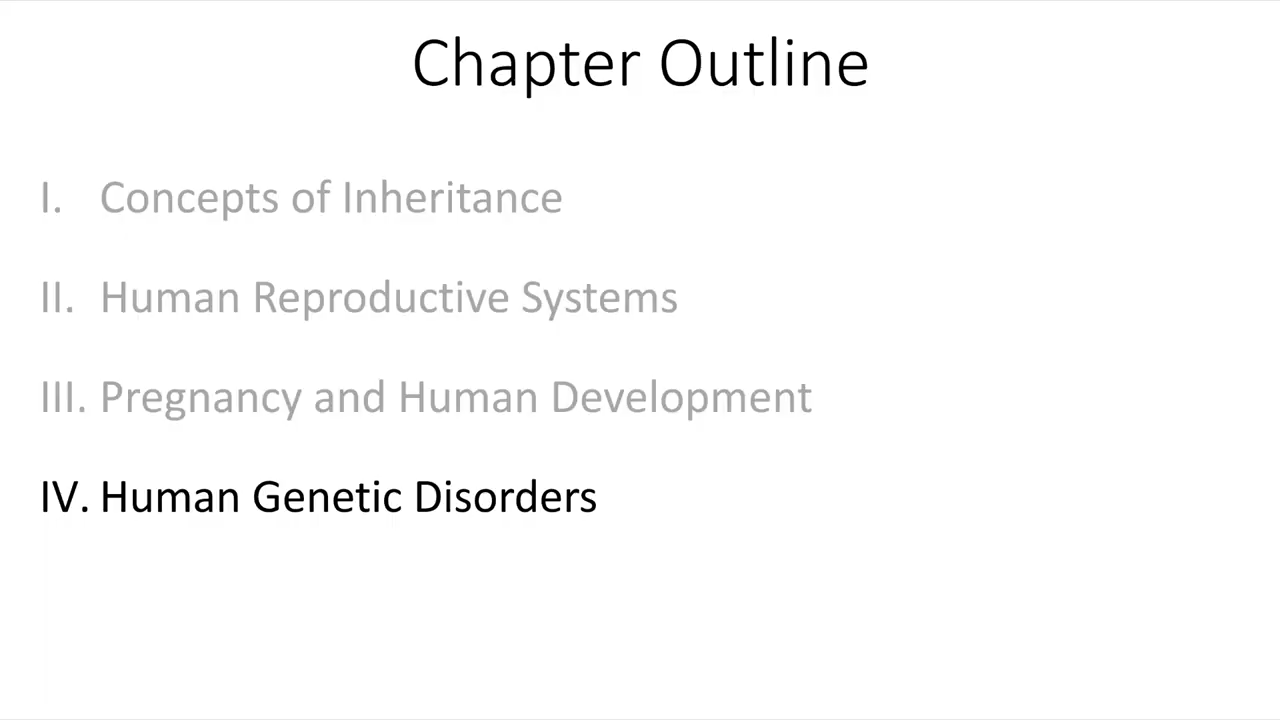 Chapter Outline
I. Concepts of Inheritance
II. Human Reproductive Systems
III. Pregnancy and Human Development
IV. Human Genetic Disorders